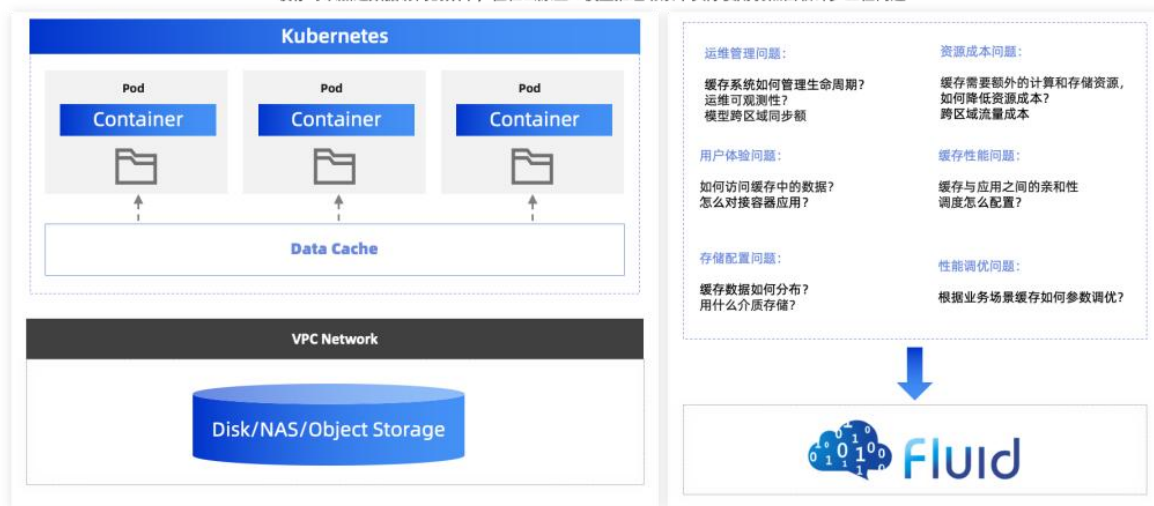 Kubernetes
Pod
Pod
Pod
Container
Container
Container
Data Cache
VPC Network
Disk/NAS/Object Storage
运维管理问题:
缓存系统如何管理生命周期?
运维可观测性?
模型跨区域同步额
资源成本问题:
缓存需要额外的计算和存储资源,
如何降低资源成本?
跨区域流量成本
用户体验问题:
如何访问缓存中的数据?
怎么对接容器应用?
缓存性能问题:
缓存与应用之间的亲和性
调度怎么配置?
存储配置问题:
缓存数据如何分布?
用什么介质存储?
性能调优问题:
根据业务场景缓存如何参数调优?
Fluid